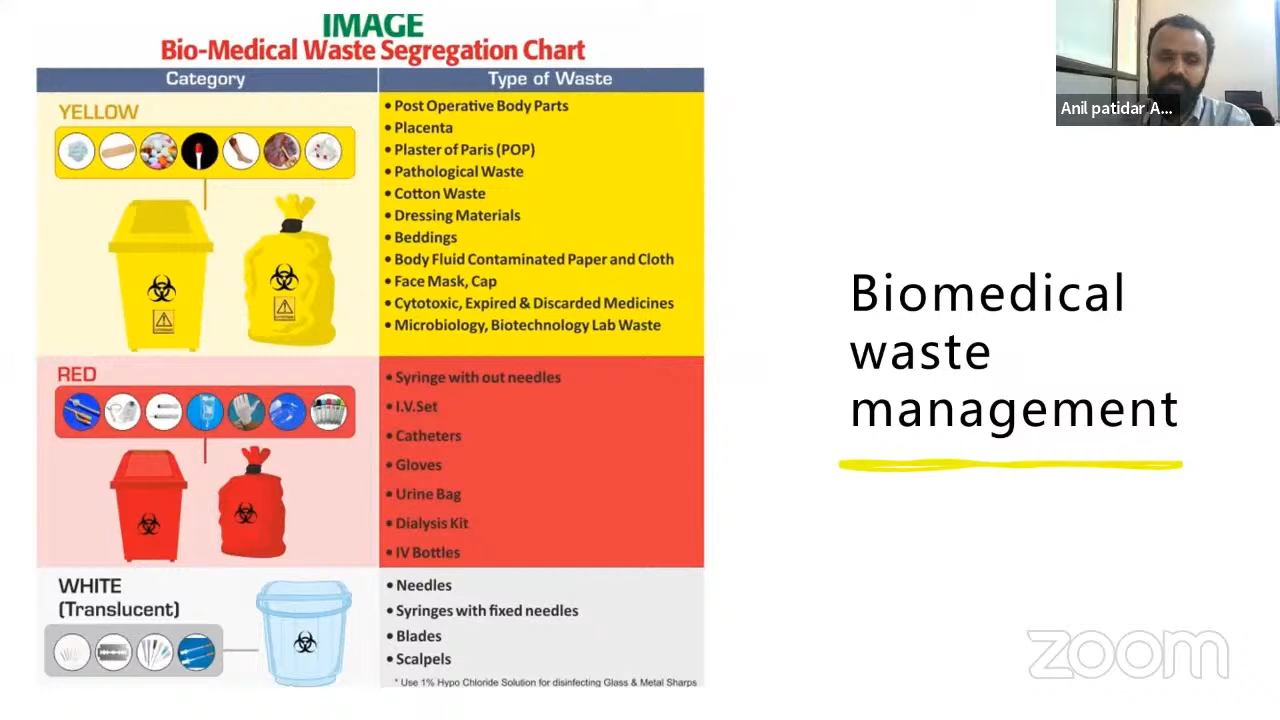 IMAGE
Bio-Medical Waste Segregation Chart
Category
Type of Waste
YELLOW
• Post Operative Body Parts
• Placenta
• Plaster of Paris (POP)
• Pathological Waste
• Cotton Waste
• Dressing Materials
• Beddings
• Body Fluid Contaminated Paper and Cloth
• Face Mask, Cap
• Cytotoxic, Expired & Discarded Medicines
• Microbiology, Biotechnology Lab Waste
RED
• Syringe with out needles
• I.V.Set
• Catheters
• Gloves
• Urine Bag
• Dialysis Kit
• IV Bottles
WHITE
(Translucent)
• Needles
• Syringes with fixed needles
• Blades
• Scalpels
* Use 1% Hypo Chloride Solution for disinfecting Glass & Metal Sharps
Anil patidar A...
Biomedical
waste
management
zoom